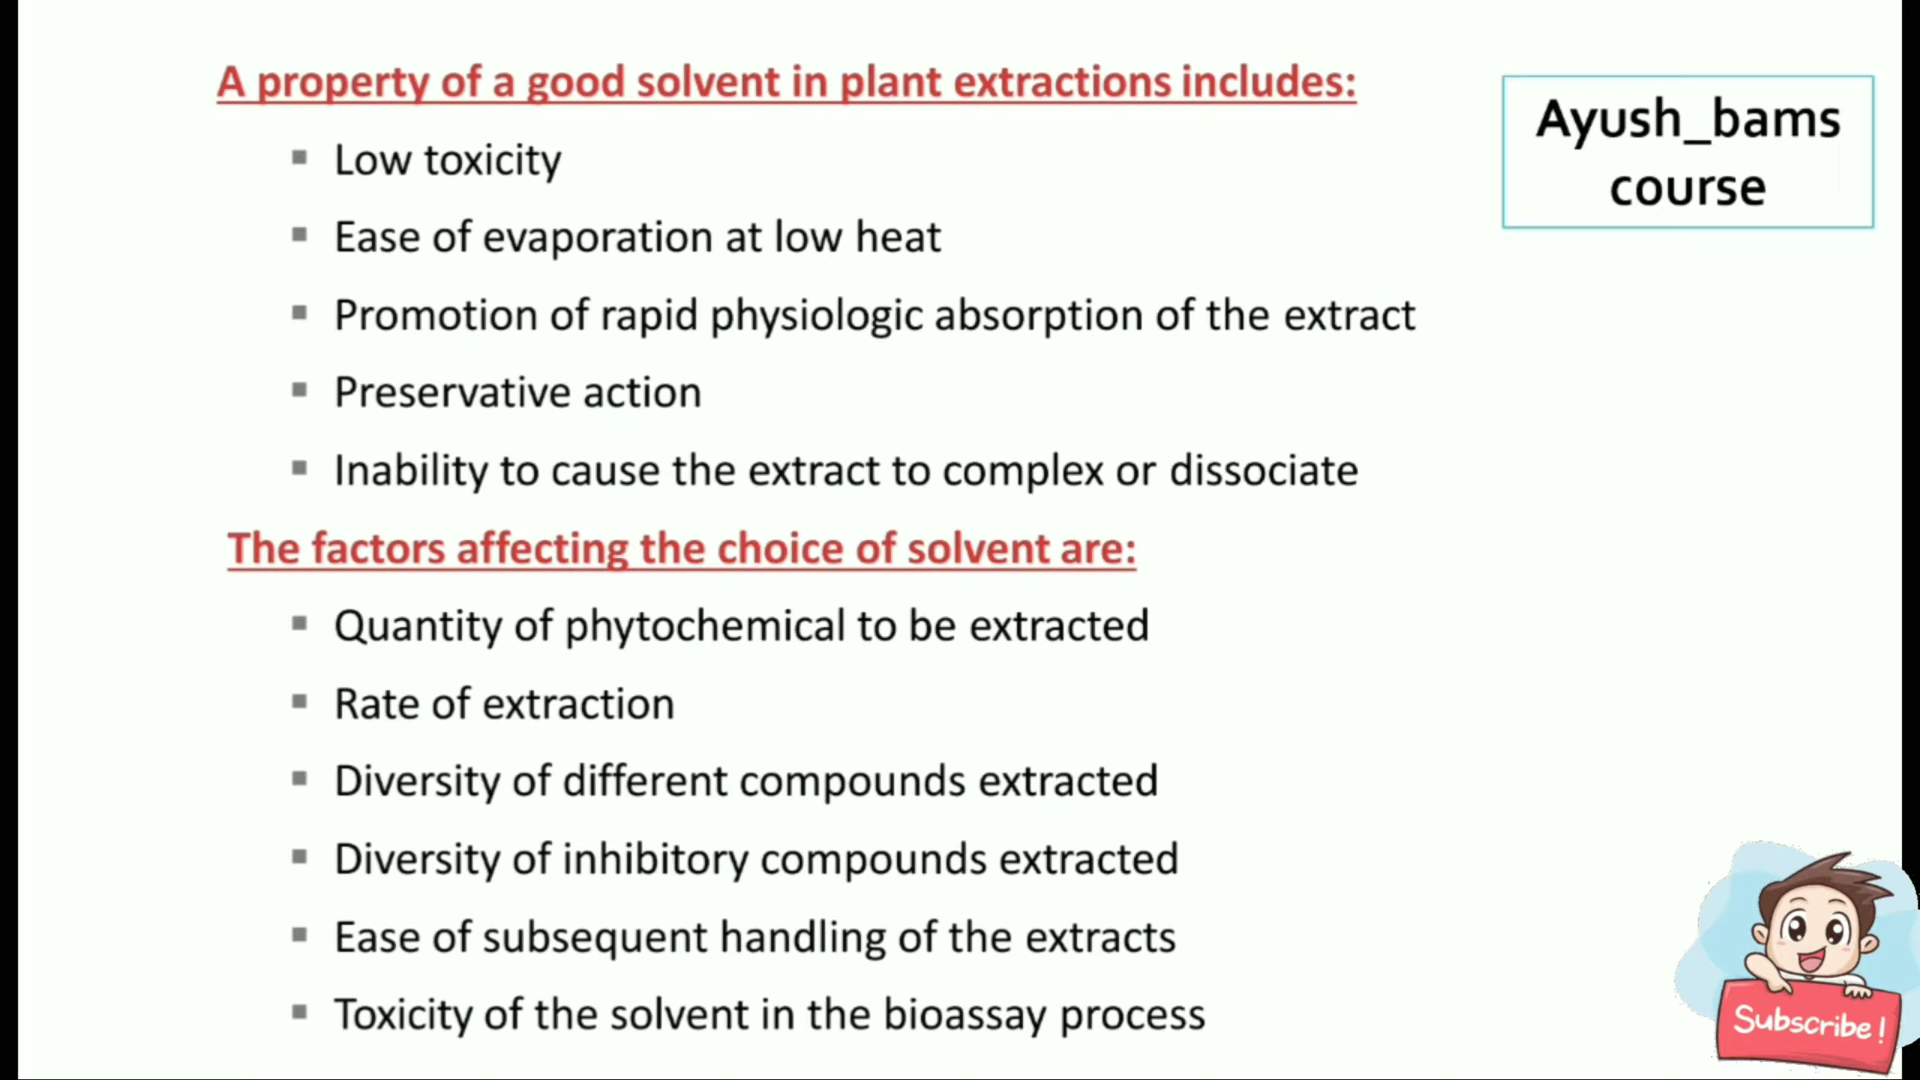 A property of a good solvent in plant extractions includes:
Ayush_bams
course
Low toxicity
Ease of evaporation at low heat
Promotion of rapid physiologic absorption of the extract
Preservative action
Inability to cause the extract to complex or dissociate
The factors affecting the choice of solvent are:
Quantity of phytochemical to be extracted
Rate of extraction
Diversity of different compounds extracted
Diversity of inhibitory compounds extracted
Ease of subsequent handling of the extracts
Toxicity of the solvent in the bioassay process
Subscribe!